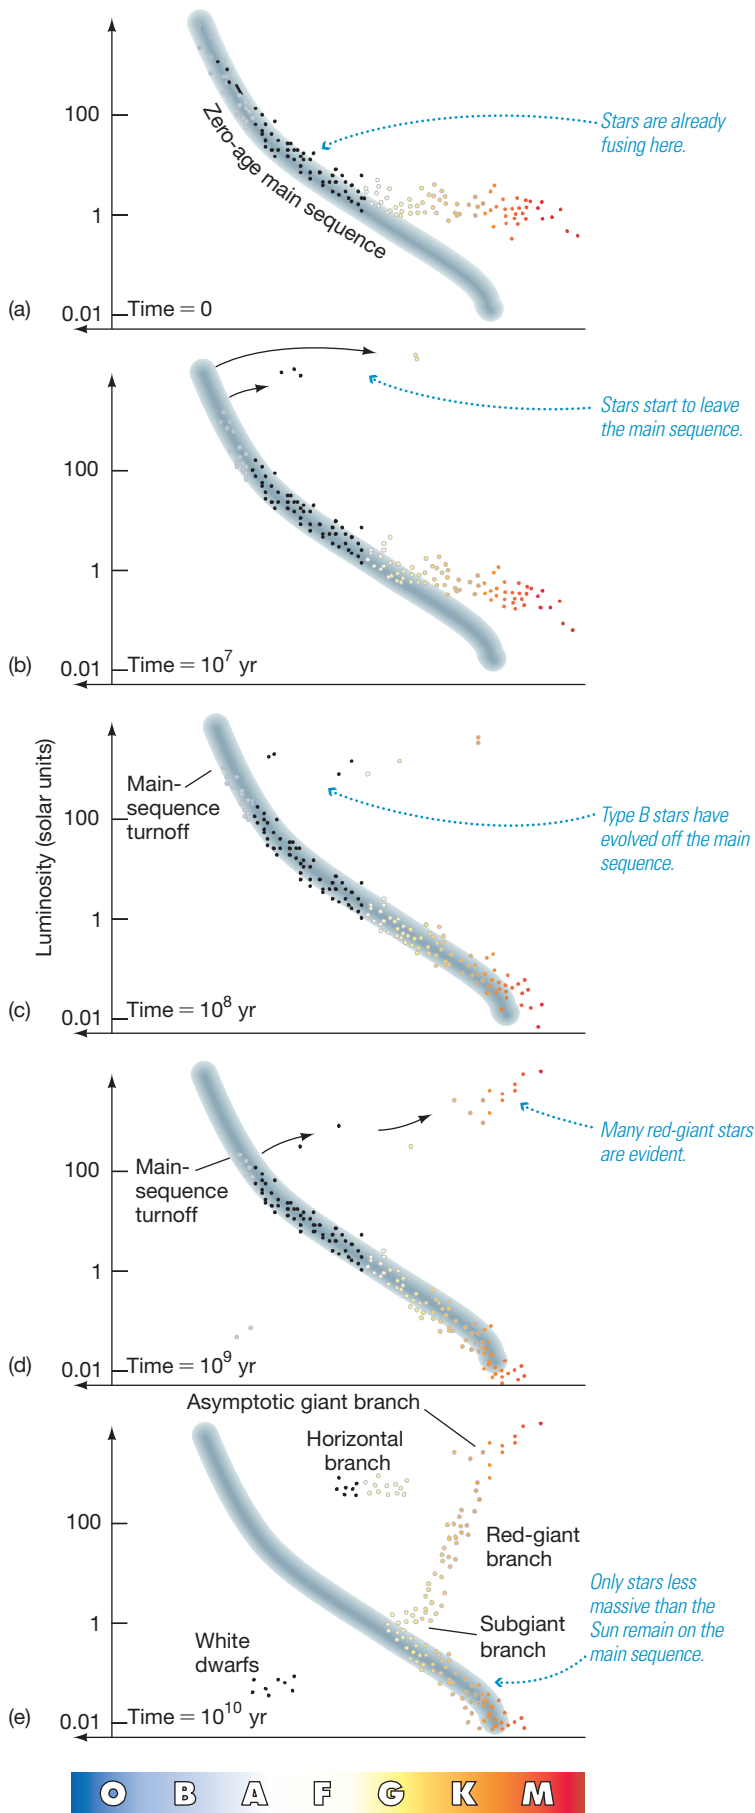 100
1
0.01
(a)
Time = 0
Zero-age main sequence
Stars are already
fusing here.
100
1
0.01
(b)
Time = 10⁷ yr
Stars start to leave
the main sequence.
Luminosity (solar units)
100
1
0.01
(c)
Time = 10⁸ yr
Main-
sequence
turnoff
Type B stars have
evolved off the main
sequence.
100
1
0.01
(d)
Time = 10⁹ yr
Main-
sequence
turnoff
Many red-giant stars
are evident.
Asymptotic giant branch
Horizontal
branch
100
Red-giant
branch
Only stars less
massive than the
Sun remain on the
main sequence.
1
Subgiant
branch
White
dwarfs
0.01
(e)
Time = 10¹⁰ yr
O B A F G K M